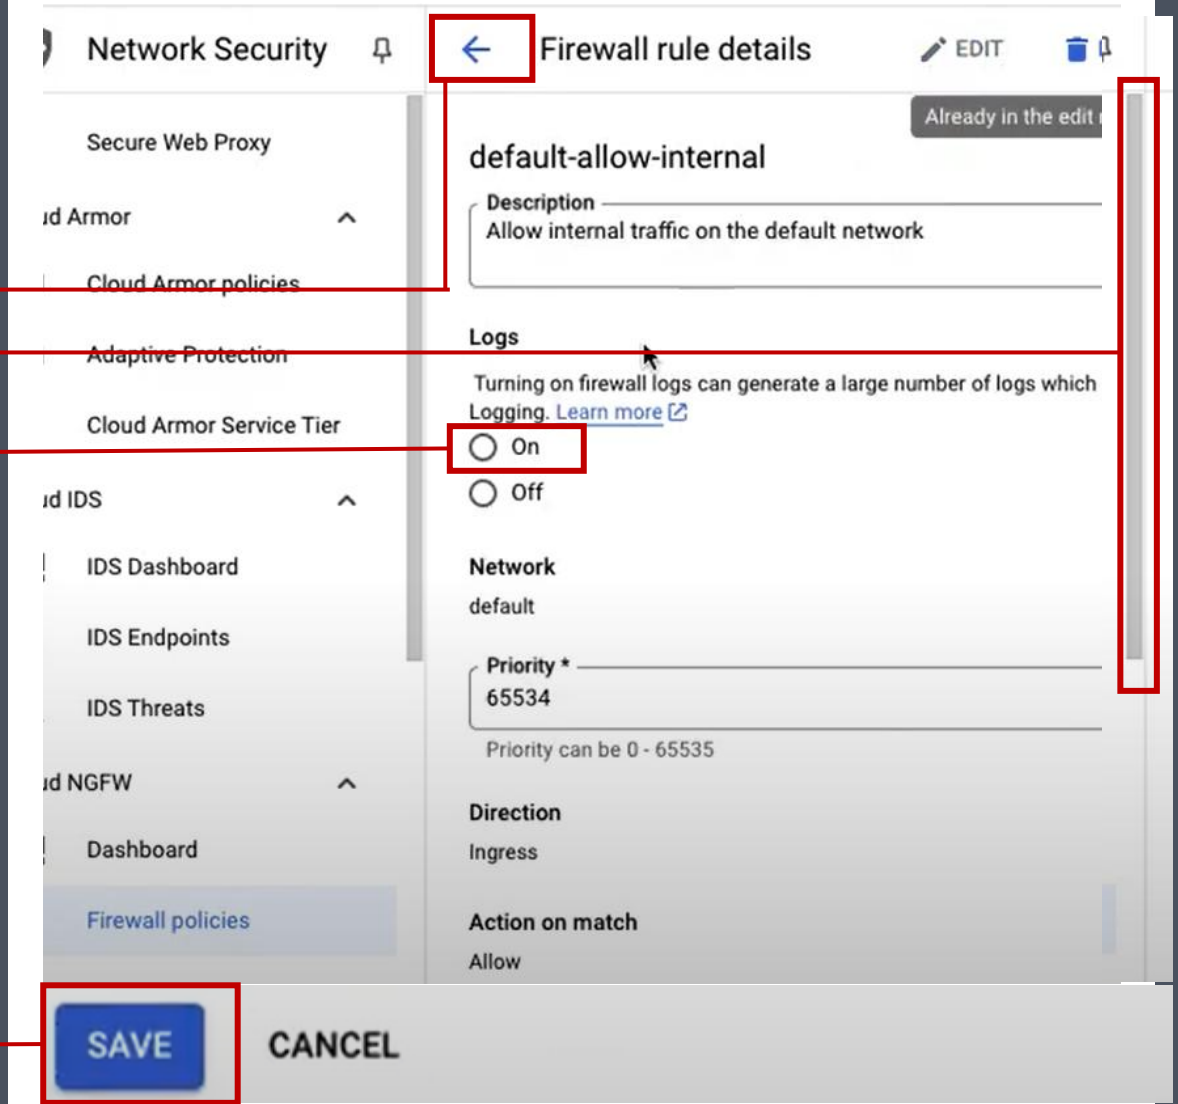 Network Security
Firewall rule details
EDIT
Already in the edit
Secure Web Proxy
ud Armor
Cloud Armor policies
Adaptive Protection
Cloud Armor Service Tier
ud IDS
IDS Dashboard
IDS Endpoints
IDS Threats
ud NGFW
Dashboard
Firewall policies
default-allow-internal
Description
Allow internal traffic on the default network
Logs
Turning on firewall logs can generate a large number of logs which
Logging. Learn more
On
Off
Network
default
Priority *
65534
Priority can be 0 - 65535
Direction
Ingress
Action on match
Allow
SAVE
CANCEL